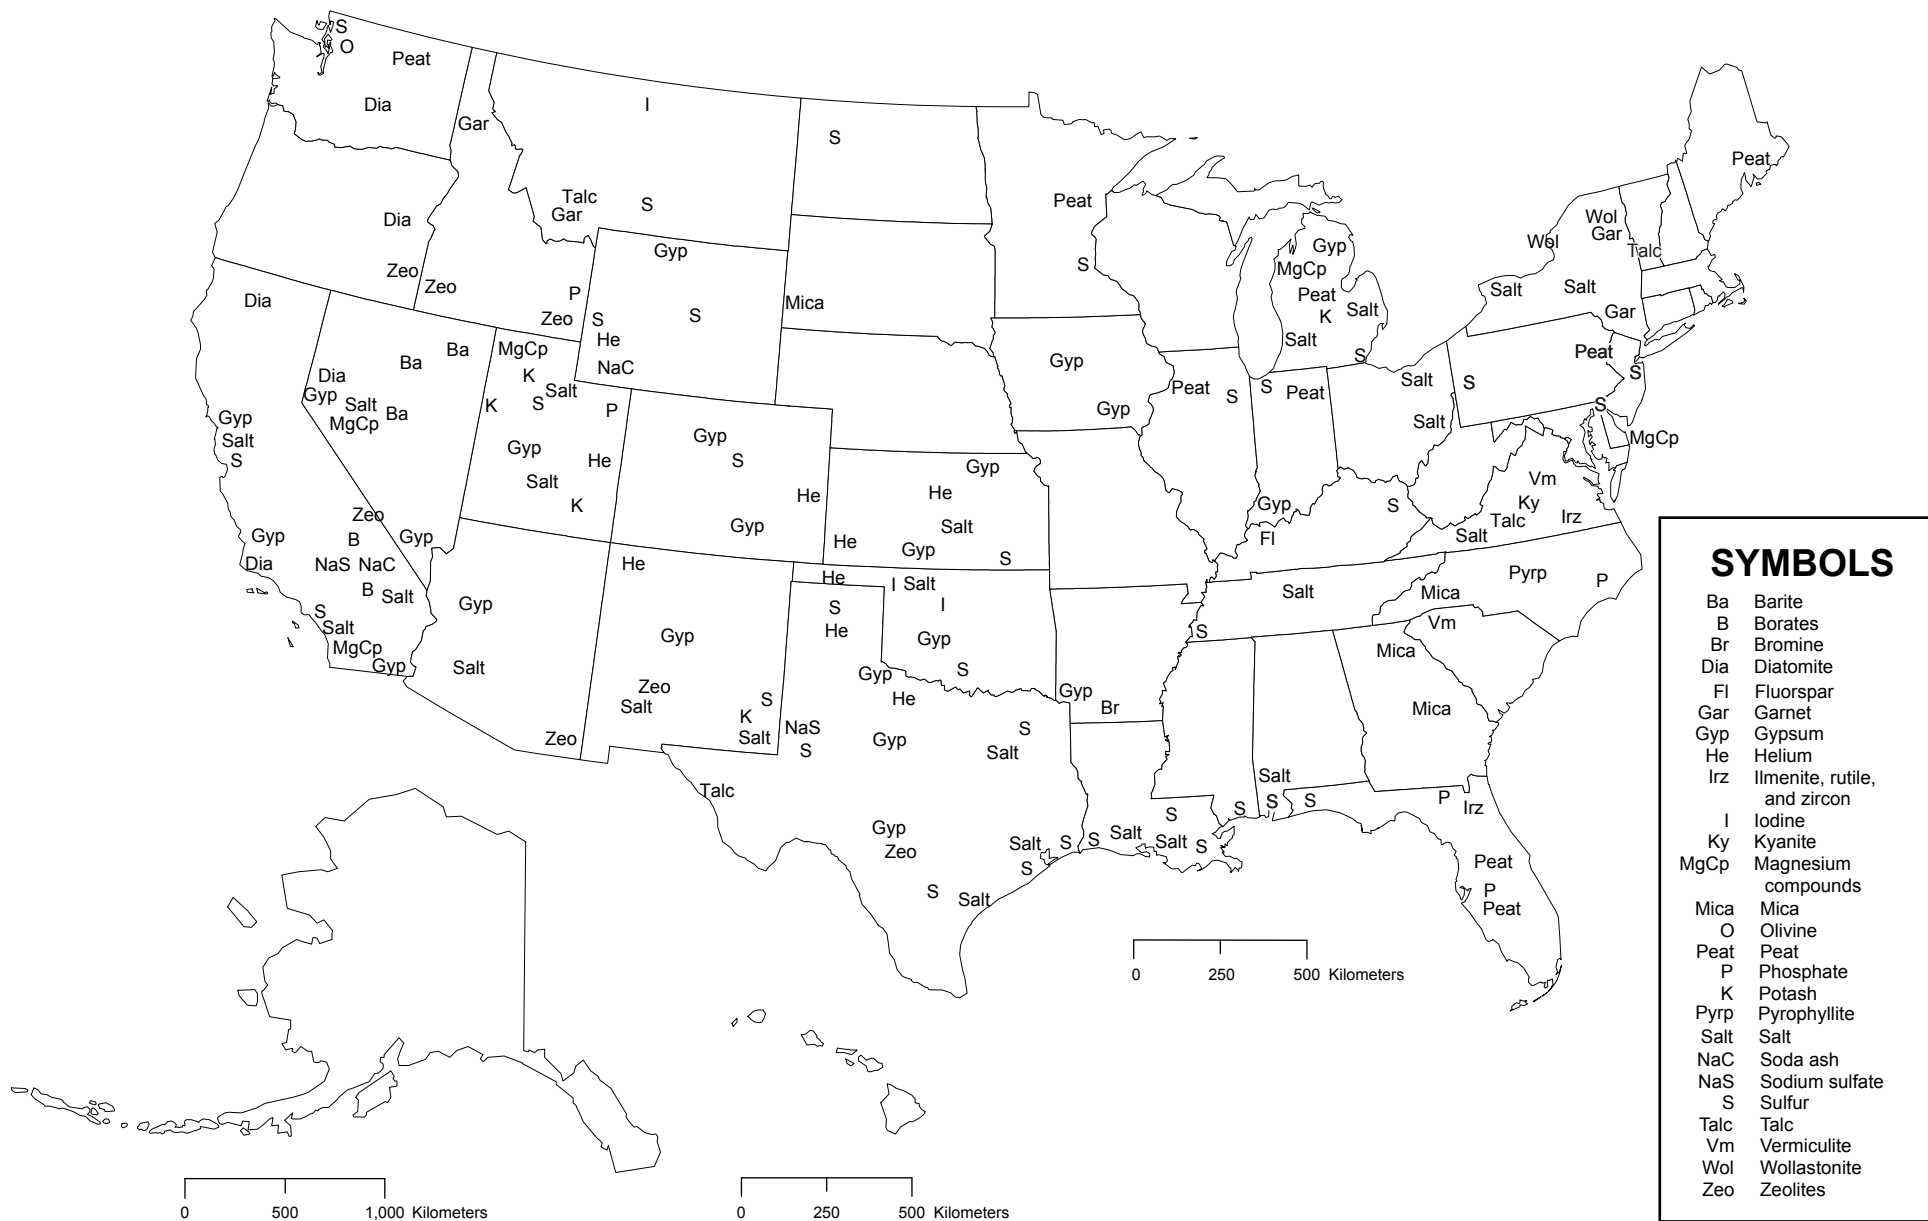 S
O
Peat
Dia
Gar
I
S
Talc
Gar
S
Dia
Zeo
Zeo
P
Zeo
Gyp
S
S
He
NaC
Mica
Peat
S
Gyp
Gyp
Gyp
MgCp
Peat
K
Salt
Salt
S
Peat
Wol
Wol
Gar
Talc
Salt
Salt
Gar
Peat
S
S
S
MgCp
Dia
Gyp
Salt
S
Gyp
Dia
Zeo
B
NaS
NaC
B
Salt
S
Salt
MgCp
Gyp
Ba
Ba
Dia
Gyp
Salt
MgCp
Ba
Gyp
MgCp
K
Salt
K
S
P
Gyp
He
Salt
K
Gyp
S
He
Gyp
Gyp
He
Salt
He
Gyp
S
Peat
S
S
Peat
Gyp
Salt
Salt
S
Fl
Vm
Ky
Talc
Irz
Salt
Pyrp
P
Mica
Vm
Salt
S
Mica
Mica
Gyp
Salt
Zeo
He
Gyp
Zeo
Salt
S
K
Salt
He
I
Salt
I
Gyp
S
S
He
Gyp
He
NaS
S
Gyp
S
Salt
Talc
Gyp
Zeo
Salt
S
S
S
Salt
Gyp
Br
S
Salt
S
Salt
S
S
Salt
S
S
P
Irz
Peat
P
Peat
0 250 500 Kilometers
0 500 1,000 Kilometers
0 250 500 Kilometers
SYMBOLS
Ba Barite
B Borates
Br Bromine
Dia Diatomite
Fl Fluorspar
Gar Garnet
Gyp Gypsum
He Helium
Irz Ilmenite, rutile,
and zircon
I Iodine
Ky Kyanite
MgCp Magnesium
compounds
Mica Mica
O Olivine
Peat Peat
P Phosphate
K Potash
Pyrp Pyrophyllite
Salt Salt
NaC Soda ash
NaS Sodium sulfate
S Sulfur
Talc Talc
Vm Vermiculite
Wol Wollastonite
Zeo Zeolites